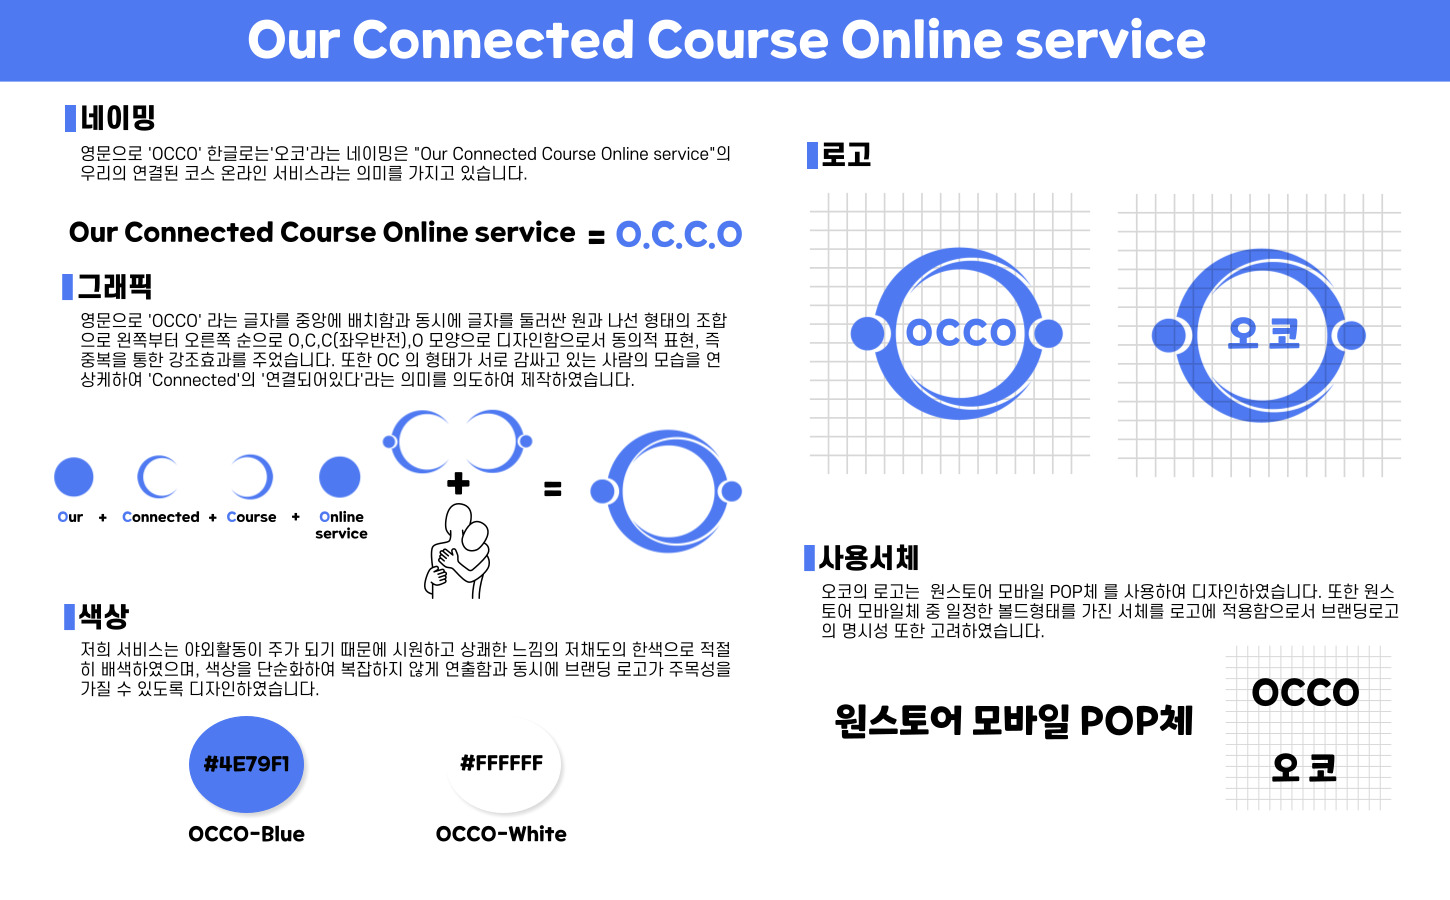 Our Connected Course Online service
네이밍
영문으로 'OCCO' 한글로는'오코'라는 네이밍은 "Our Connected Course Online service"의
우리의 연결된 코스 온라인 서비스라는 의미를 가지고 있습니다.
Our Connected Course Online service = O.C.C.O
그래픽
영문으로 'OCCO' 라는 글자를 중앙에 배치함과 동시에 글자를 둘러싼 원과 나선 형태의 조합
으로 왼쪽부터 오른쪽 순으로 O,C,C(좌우반전),O 모양으로 디자인함으로서 동의적 표현, 즉
중복을 통한 강조효과를 주었습니다. 또한 OC 의 형태가 서로 감싸고 있는 사람의 모습을 연
상케하여 'Connected'의 '연결되어있다'라는 의미를 의도하여 제작하였습니다.
+
=
Our + Connected + Course + Online
service
색상
저희 서비스는 야외활동이 주가 되기 때문에 시원하고 상쾌한 느낌의 저채도의 한색으로 적절
히 배색하였으며, 색상을 단순화하여 복잡하지 않게 연출함과 동시에 브랜딩 로고가 주목성을
가질 수 있도록 디자인하였습니다.
#4E79F1
#FFFFFF
OCCO-Blue
OCCO-White
로고
OCCO
오코
사용서체
오코의 로고는 원스토어 모바일 POP체 를 사용하여 디자인하였습니다. 또한 원스
토어 모바일체 중 일정한 볼드형태를 가진 서체를 로고에 적용함으로서 브랜딩로고
의 명시성 또한 고려하였습니다.
원스토어 모바일 POP체
OCCO
오코